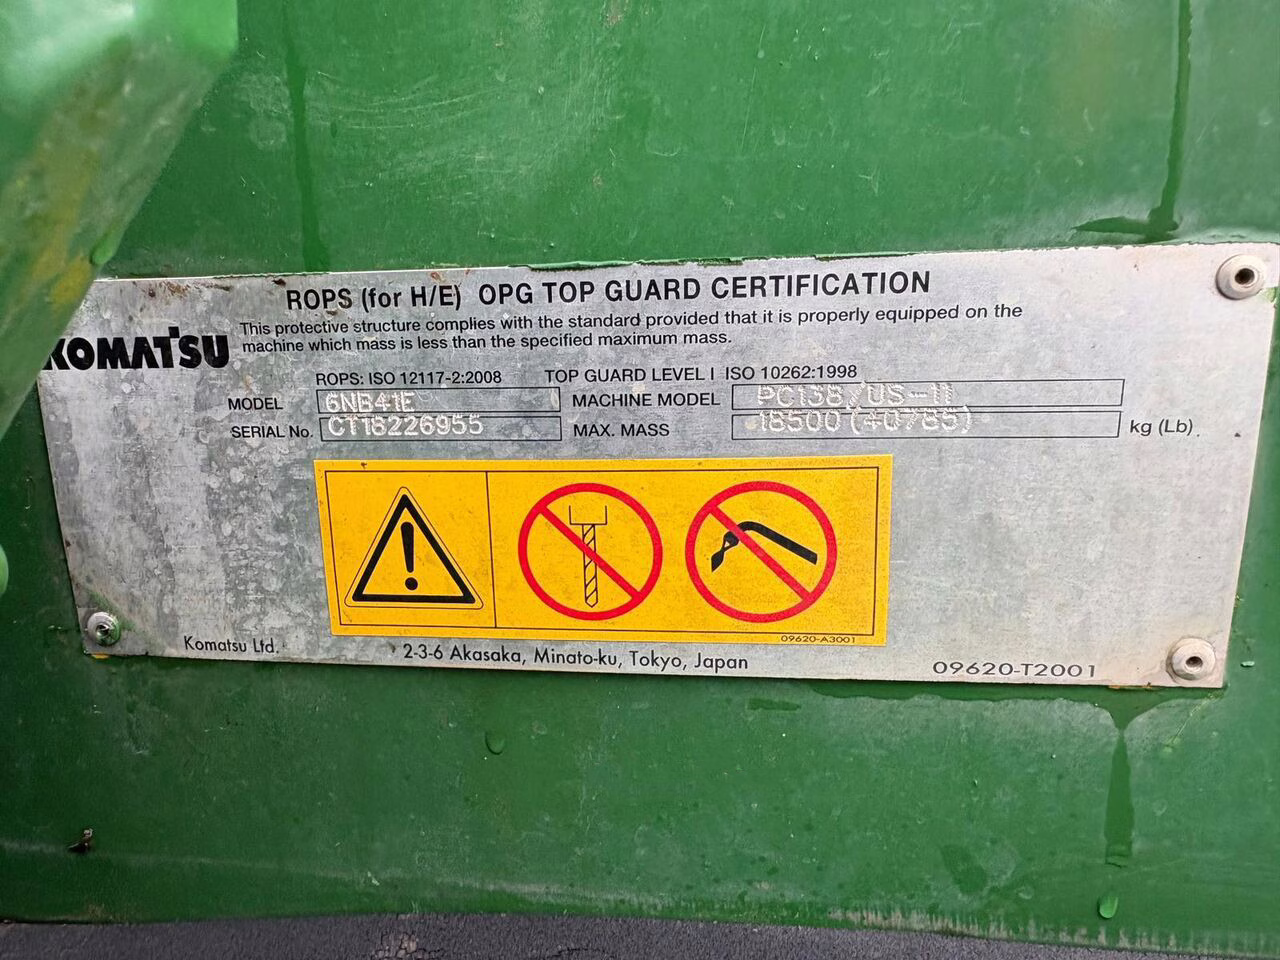 ROPS (for H/E) OPG TOP GUARD CERTIFICATION
KOMATSU
This protective structure complies with the standard provided that it is properly equipped on the
machine which mass is less than the specified maximum mass.
ROPS: ISO 12117-2:2008 TOP GUARD LEVEL I ISO 10262:1998
MODEL 6NB41E MACHINE MODEL PC138/US-11
SERIAL No. CT18226955 MAX. MASS 18500(40785) kg (Lb).
09620-A3001
Komatsu Ltd. 2-3-6 Akasaka, Minato-ku, Tokyo, Japan 09620-T2001